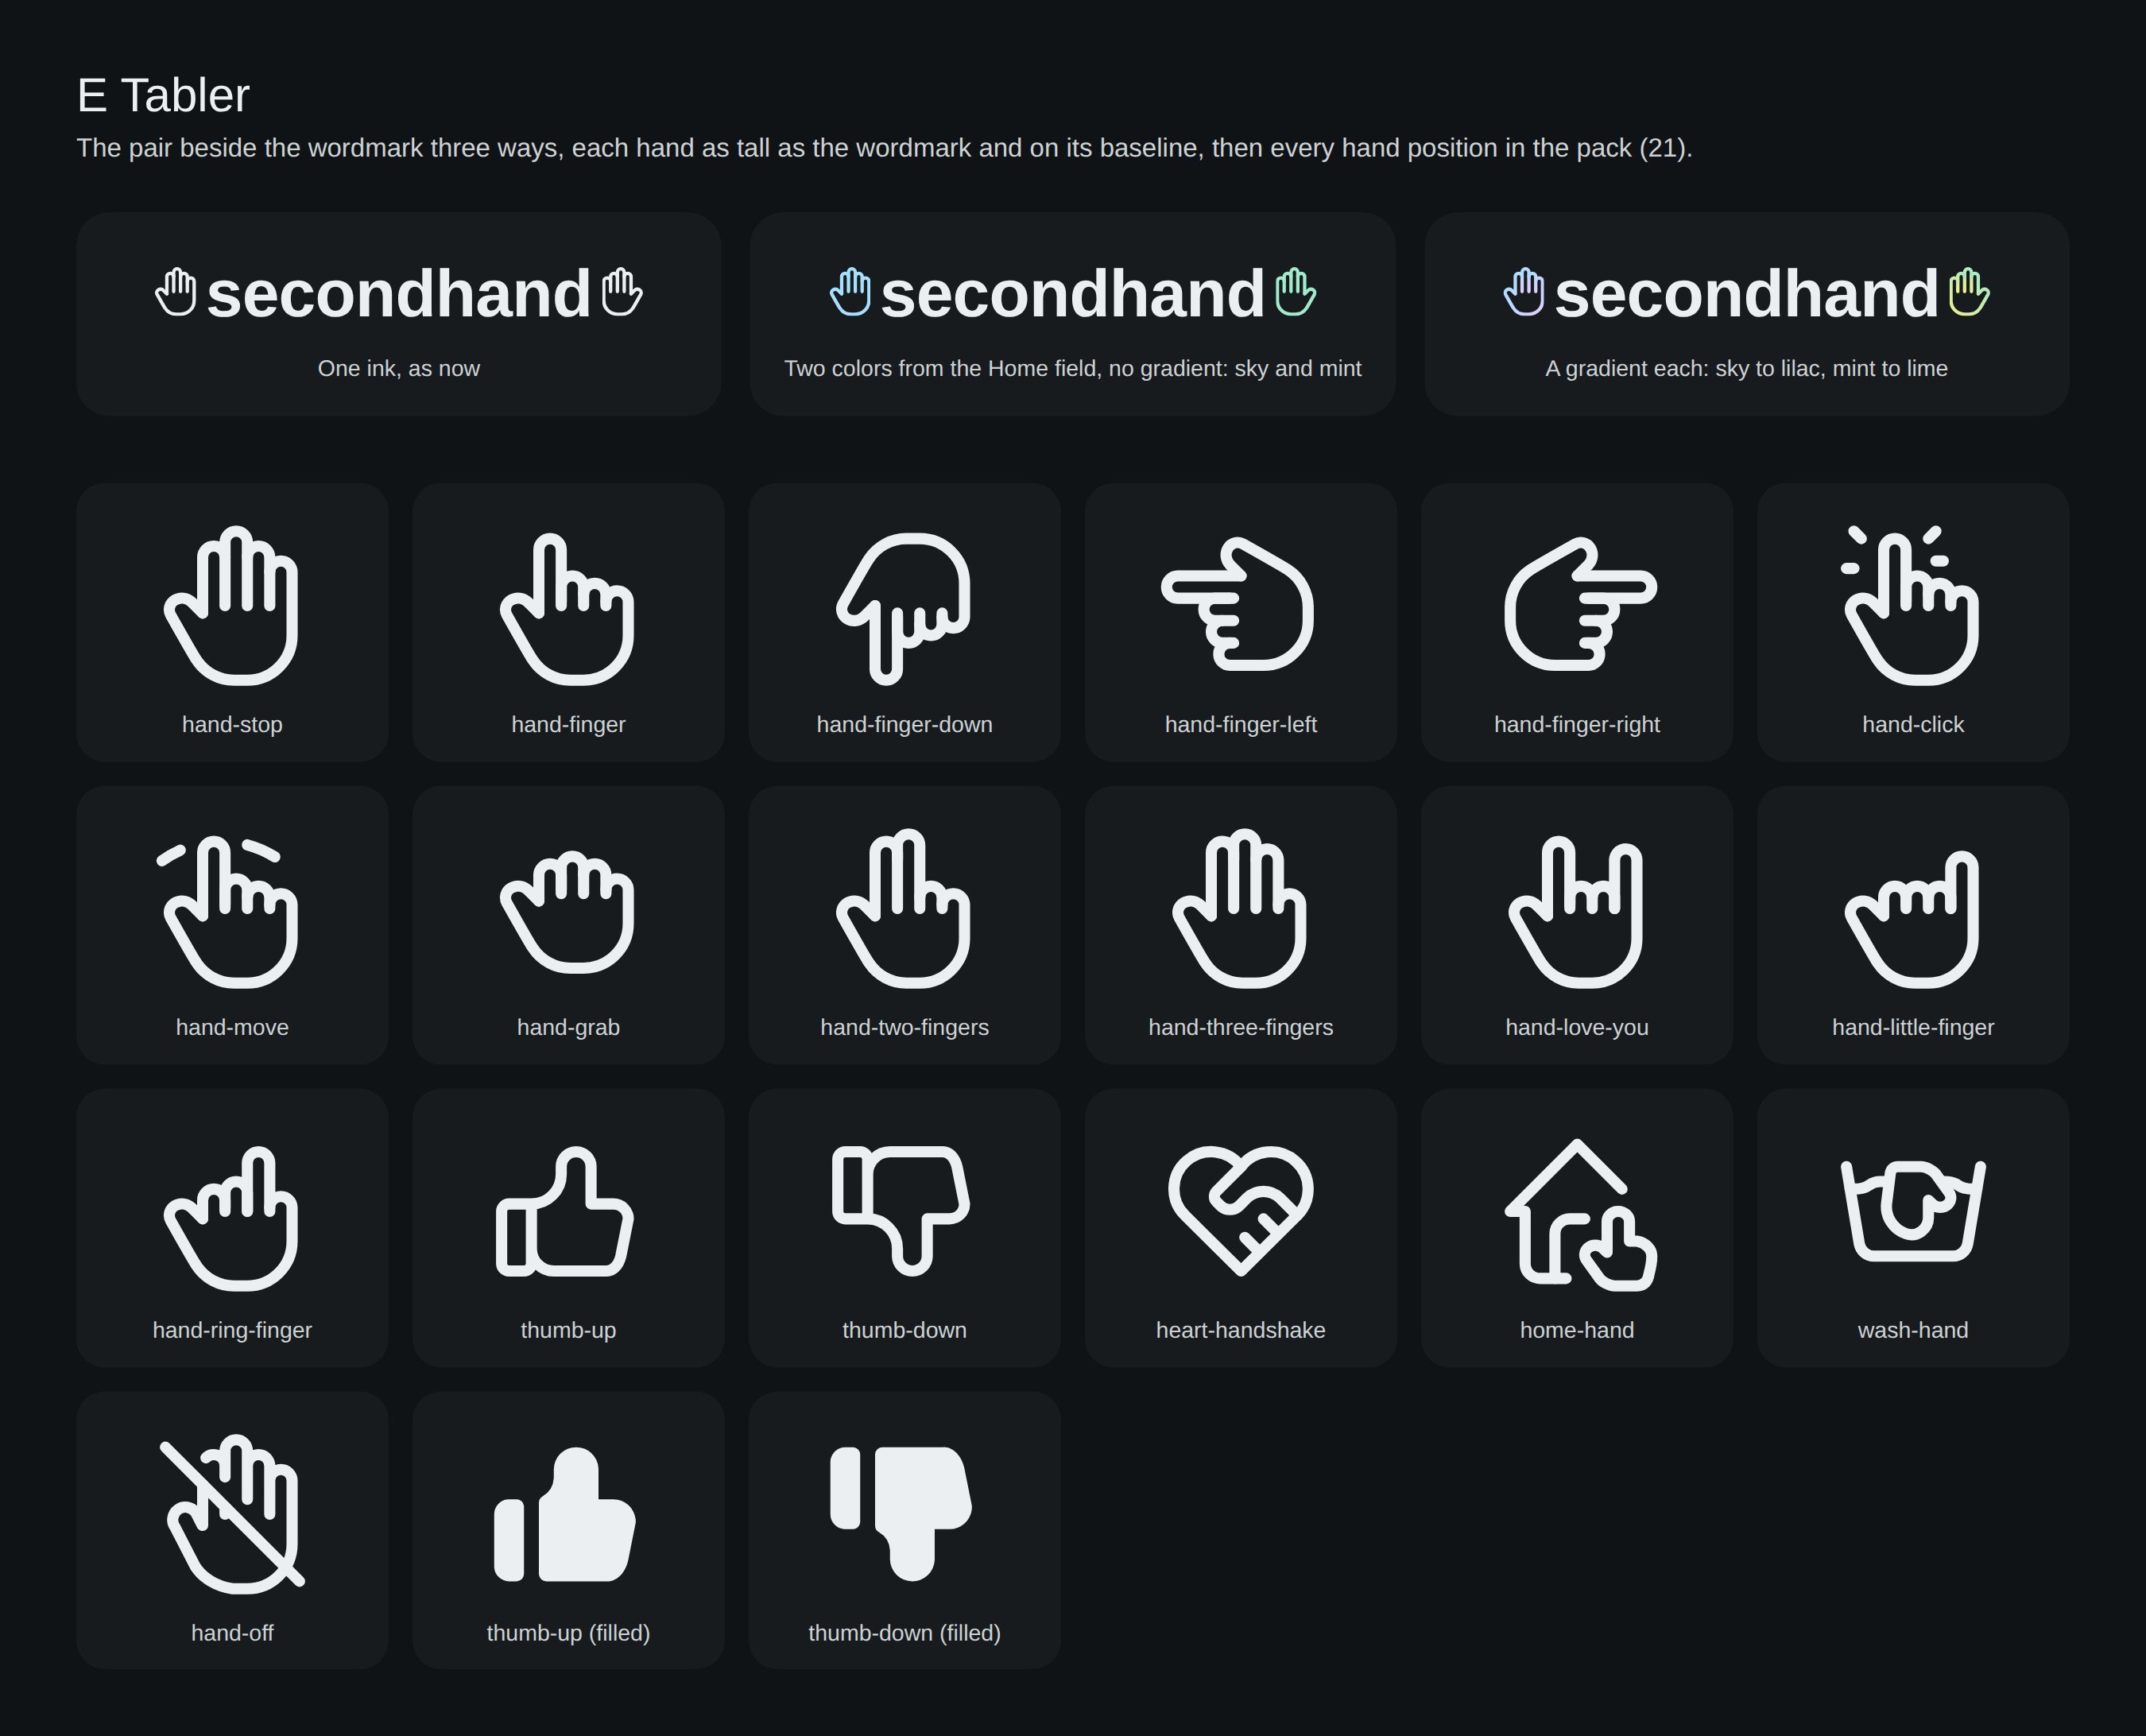 E Tabler
The pair beside the wordmark three ways, each hand as tall as the wordmark and on its baseline, then every hand position in the pack (21).
secondhand
One ink, as now
secondhand
Two colors from the Home field, no gradient: sky and mint
secondhand
A gradient each: sky to lilac, mint to lime
hand-stop
hand-finger
hand-finger-down
hand-finger-left
hand-finger-right
hand-click
hand-move
hand-grab
hand-two-fingers
hand-three-fingers
hand-love-you
hand-little-finger
hand-ring-finger
thumb-up
thumb-down
heart-handshake
home-hand
wash-hand
hand-off
thumb-up (filled)
thumb-down (filled)